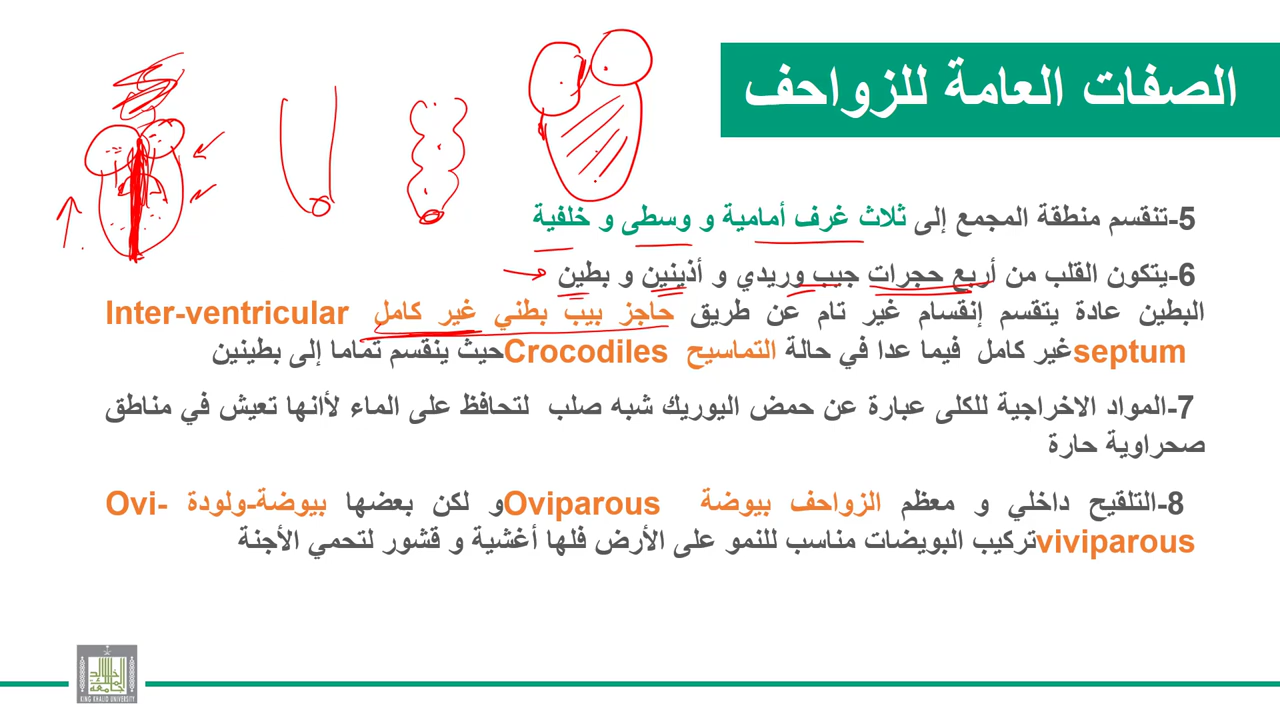 الصفات العامة للزواحف
5-تنقسم منطقة المجمع إلى ثلاث غرف أمامية و وسطى و خلفية
6-يتكون القلب من أربع حجرات جيب وريدي و أذينين و بطين
البطين عادة يتقسم إنقسام غير تام عن طريق حاجز بيب بطني غير كامل Inter-ventricular
septum غير كامل فيما عدا في حالة التماسيح Crocodiles حيث ينقسم تماما إلى بطينين
7-المواد الاخراجية للكلى عبارة عن حمض اليوريك شبه صلب لتحافظ على الماء لأانها تعيش في مناطق
صحراوية حارة
8-التلقيح داخلي و معظم الزواحف بيوضة Oviparous و لكن بعضها بيوضة-ولودة Ovi-
viviparous تركيب البويضات مناسب للنمو على الأرض فلها أغشية و قشور لتحمي الأجنة
KING KHALID UNIVERSITY